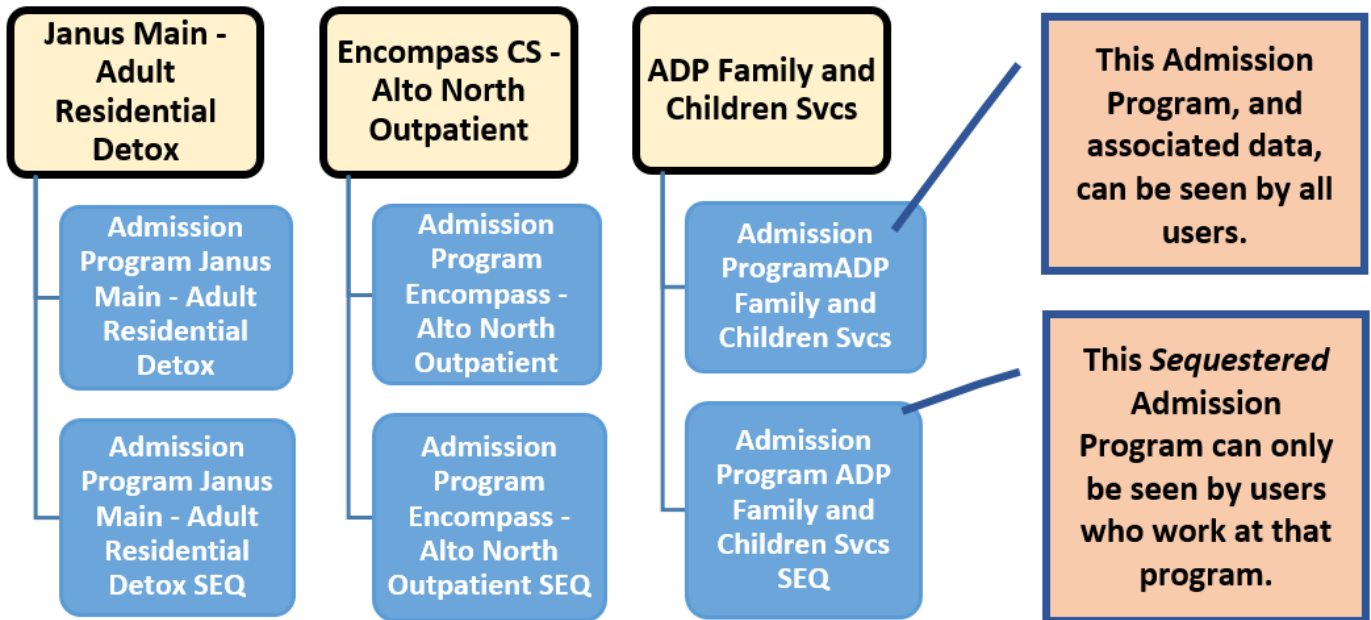 Janus Main -
Adult
Residential
Detox
Encompass CS -
Alto North
Outpatient
ADP Family and
Children Svcs
This Admission
Program, and
associated data,
can be seen by all
users.
Admission
Program Janus
Main - Adult
Residential
Detox
Admission
Program
Encompass -
Alto North
Outpatient
Admission
ProgramADP
Family and
Children Svcs
This Sequestered
Admission
Program can only
be seen by users
who work at that
program.
Admission
Program Janus
Main - Adult
Residential
Detox SEQ
Admission
Program
Encompass -
Alto North
Outpatient SEQ
Admission
Program ADP
Family and
Children Svcs
SEQ